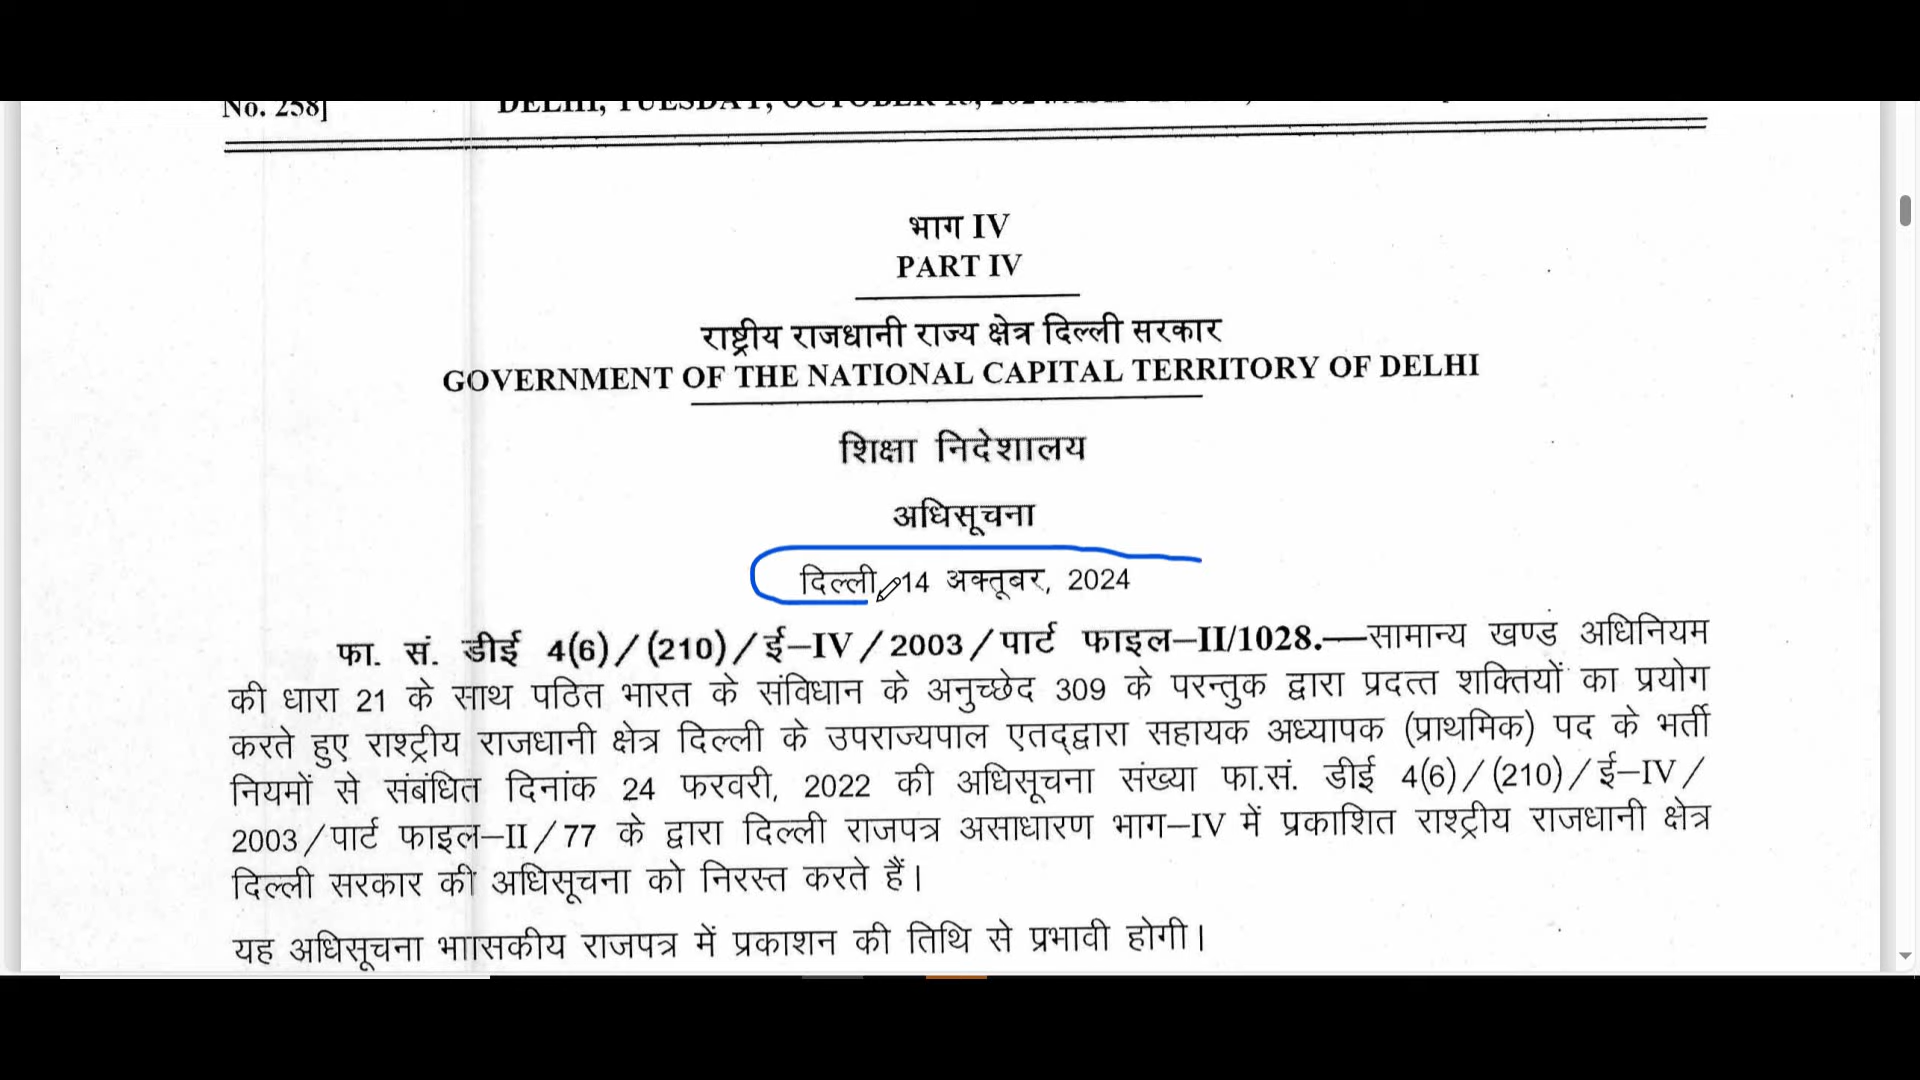 No. 258]
DELHI, TUESDAY, OCTOBER 15,
भाग IV
PART IV
राष्ट्रीय राजधानी राज्य क्षेत्र दिल्ली सरकार
GOVERNMENT OF THE NATIONAL CAPITAL TERRITORY OF DELHI
शिक्षा निदेशालय
अधिसूचना
दिल्ली, 14 अक्तूबर, 2024
फा. सं. डीई 4(6)/(210)/ई–IV/2003/पार्ट फाइल–II/1028.—सामान्य खण्ड अधिनियम
की धारा 21 के साथ पठित भारत के संविधान के अनुच्छेद 309 के परन्तुक द्वारा प्रदत्त शक्तियों का प्रयोग
करते हुए राश्ट्रीय राजधानी क्षेत्र दिल्ली के उपराज्यपाल एतद्द्वारा सहायक अध्यापक (प्राथमिक) पद के भर्ती
नियमों से संबंधित दिनांक 24 फरवरी, 2022 की अधिसूचना संख्या फा.सं. डीई 4(6)/(210)/ई–IV/
2003/पार्ट फाइल–II/77 के द्वारा दिल्ली राजपत्र असाधारण भाग–IV में प्रकाशित राश्ट्रीय राजधानी क्षेत्र
दिल्ली सरकार की अधिसूचना को निरस्त करते हैं।
यह अधिसूचना भाासकीय राजपत्र में प्रकाशन की तिथि से प्रभावी होगी।